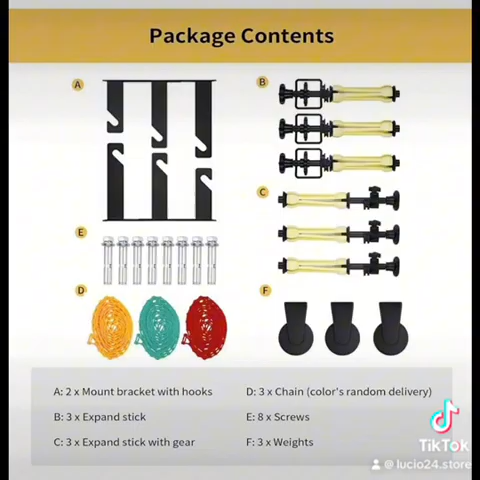 Package Contents
A
B
C
E
D
F
A: 2 x Mount bracket with hooks
D: 3 x Chain (color's random delivery)
B: 3 x Expand stick
E: 8 x Screws
C: 3 x Expand stick with gear
F: 3 x Weights
TikTok
@ lucio24.store